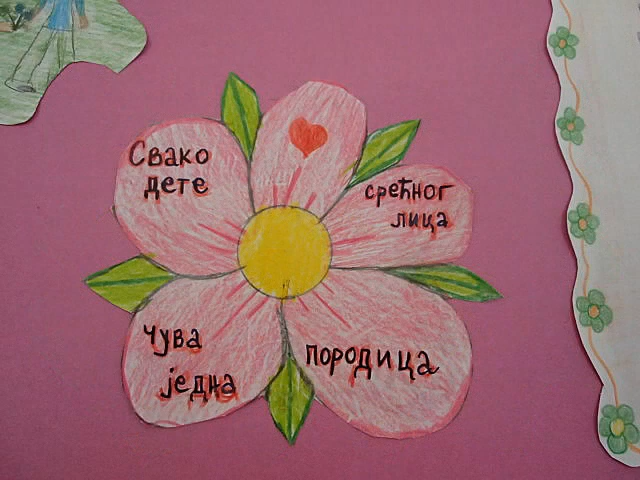 Свако
дете
срећног
лица
чува
једна
породица